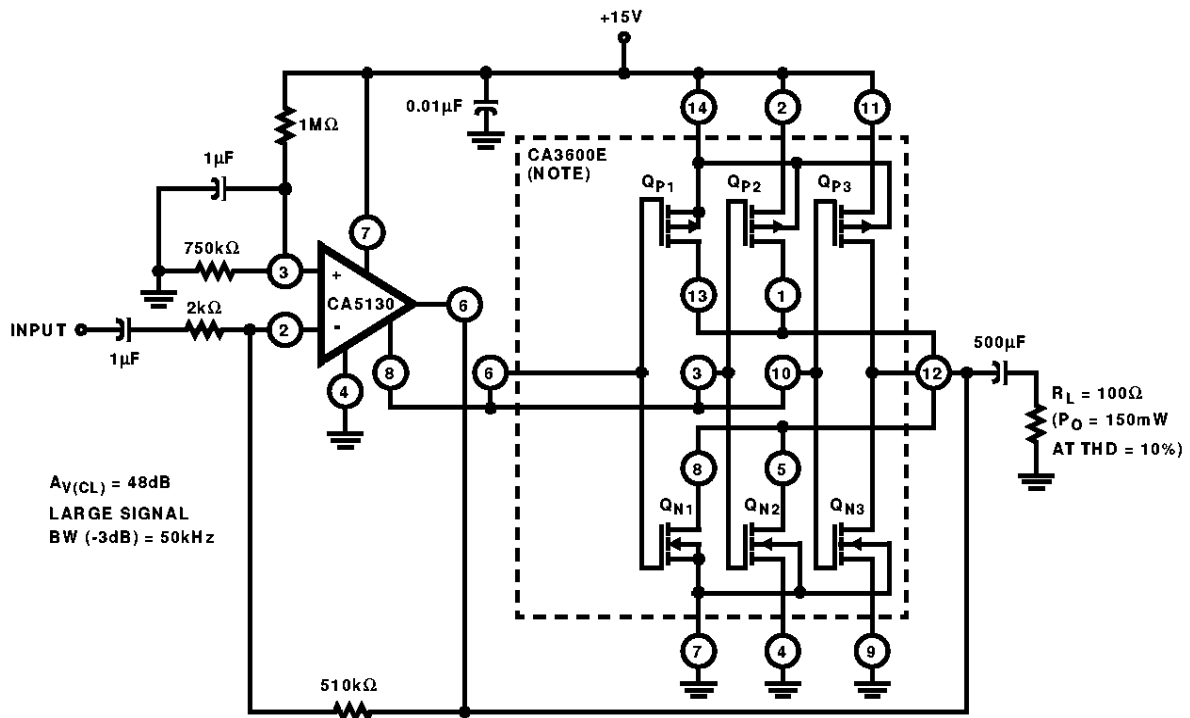 +15V
14
2
11
0.01µF
1MΩ
CA3600E
(NOTE)
1µF
QP1
QP2
QP3
7
750kΩ
3
+
CA5130
-
6
13
1
2kΩ
INPUT
2
1µF
500µF
4
8
6
3
10
12
RL = 100Ω
(PO = 150mW
AT THD = 10%)
8
5
AV(CL) = 48dB
LARGE SIGNAL
BW (-3dB) = 50kHz
QN1
QN2
QN3
7
4
9
510kΩ